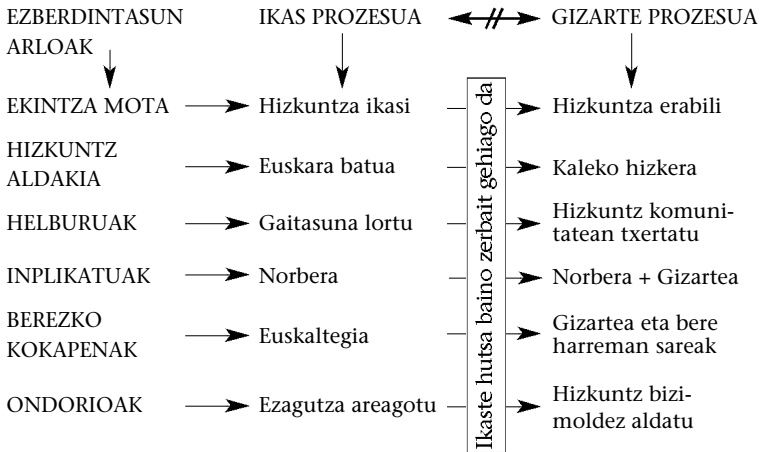 EZBERDINTASUN ARLOAK
IKAS PROZESUA
GIZARTE PROZESUA
EKINTZA MOTA
Hizkuntza ikasi
Hizkuntza erabili
HIZKUNTZ
ALDAKIA
Euskara batua
Kaleko hizkera
HELBURUAK
Gaitasuna lortu
Hizkuntz komuni-
tatean txertatu
INPLIKATUAK
Norbera
Norbera + Gizartea
BEREZKO
KOKAPENAK
Euskaltegia
Gizartea eta bere
harreman sareak
ONDORIOAK
Ezagutza areagotu
Hizkuntz bizi-
moldez aldatu
Ikaste hutsa baino zerbait gehiago da